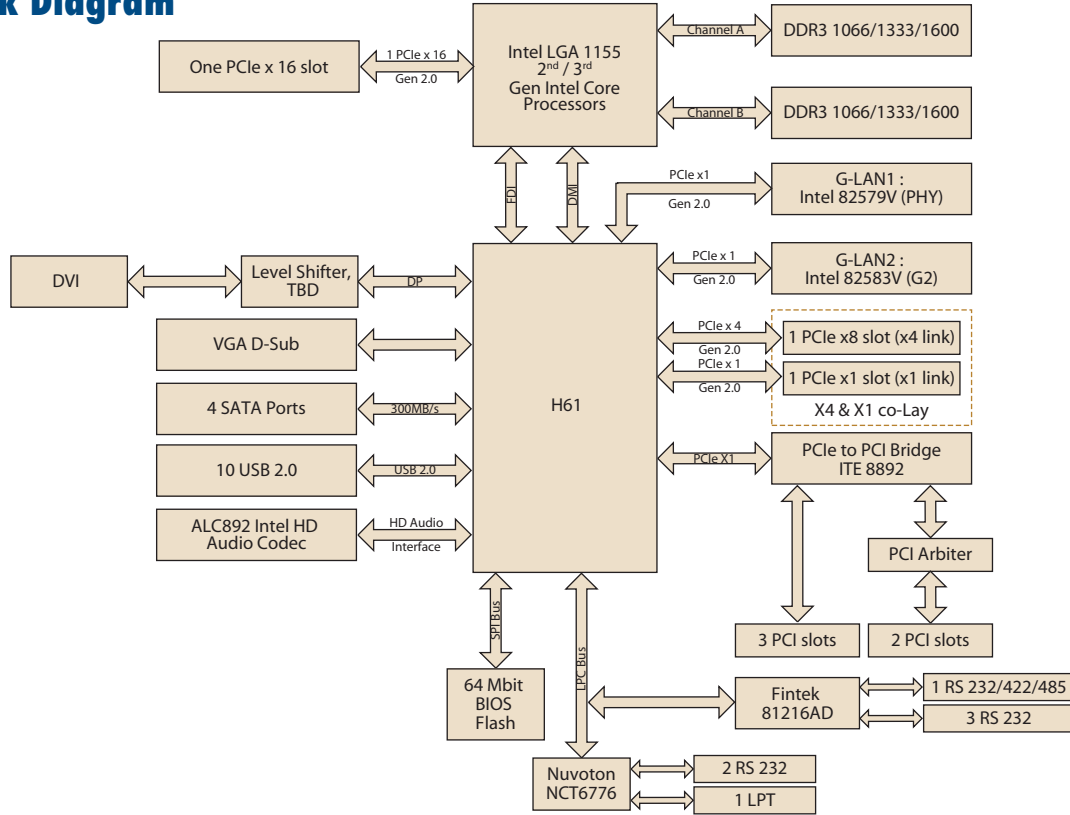 k Diagram
One PCIe x 16 slot
1 PCIe x 16
Gen 2.0
Intel LGA 1155
2nd / 3rd
Gen Intel Core
Processors
Channel A
DDR3 1066/1333/1600
Channel B
DDR3 1066/1333/1600
FDI
DMI
PCIe x1
Gen 2.0
G-LAN1 :
Intel 82579V (PHY)
DVI
Level Shifter,
TBD
DP
H61
PCIe x 1
Gen 2.0
G-LAN2 :
Intel 82583V (G2)
VGA D-Sub
PCIe x 4
Gen 2.0
1 PCIe x8 slot (x4 link)
PCIe x 1
Gen 2.0
1 PCIe x1 slot (x1 link)
X4 & X1 co-Lay
4 SATA Ports
300MB/s
10 USB 2.0
USB 2.0
PCIe X1
PCIe to PCI Bridge
ITE 8892
ALC892 Intel HD
Audio Codec
HD Audio
Interface
PCI Arbiter
3 PCI slots
2 PCI slots
SPI Bus
LPC Bus
64 Mbit
BIOS
Flash
Fintek
81216AD
1 RS 232/422/485
3 RS 232
Nuvoton
NCT6776
2 RS 232
1 LPT